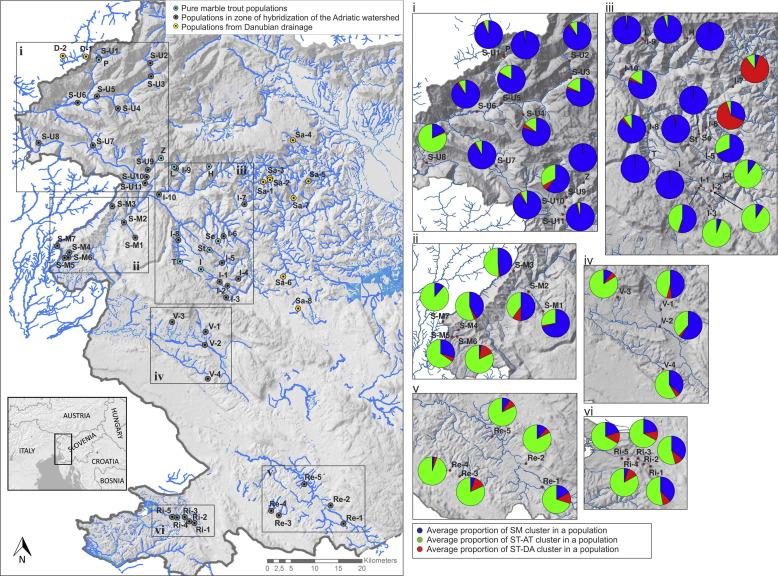 Pure marble trout populations
Populations in zone of hybridization of the Adriatic watershed
Populations from Danubian drainage
i
D-2
D-1
S-U1
P
S-U2
S-U3
S-U5
S-U6
S-U4
S-U8
S-U7
Z
S-U9
S-U10
S-U11
I-9
H
iii
Sa-4
Sa-3
Sa-2
Sa-5
Sa-1
I-10
I-7
S-M3
S-M2
S-M1
S-M7
S-M4
S-M6
S-M5
ii
I-8
I-6
St
T
I
I-5
I-1
I-4
I-2
I-3
Sa-6
Sa-8
V-3
V-1
V-2
iv
V-4
AUSTRIA
HUNGARY
SLOVENIA
ITALY
CROATIA
BOSNIA
v
Re-5
Re-4
Re-3
Re-2
Re-1
Ri-5
Ri-3
Ri-2
Ri-4
Ri-1
vi
N
Kilometers
0 2,5 5 10 15 20
i
S-U1
P
S-U2
S-U3
S-U5
S-U6
S-U4
S-U8
S-U7
Z
S-U9
S-U10
S-U11
iii
I-9
I-10
I-7
I-8
St
T
I
I-5
I-2
I-3
ii
S-M3
S-M2
S-M1
S-M7
S-M4
S-M5
S-M6
iv
V-3
V-1
V-2
V-4
v
Re-5
Re-2
Re-4
Re-3
Re-1
vi
Ri-5
Ri-3
Ri-2
Ri-4
Ri-1
Average proportion of SM cluster in a population
Average proportion of ST-AT cluster in a population
Average proportion of ST-DA cluster in a population